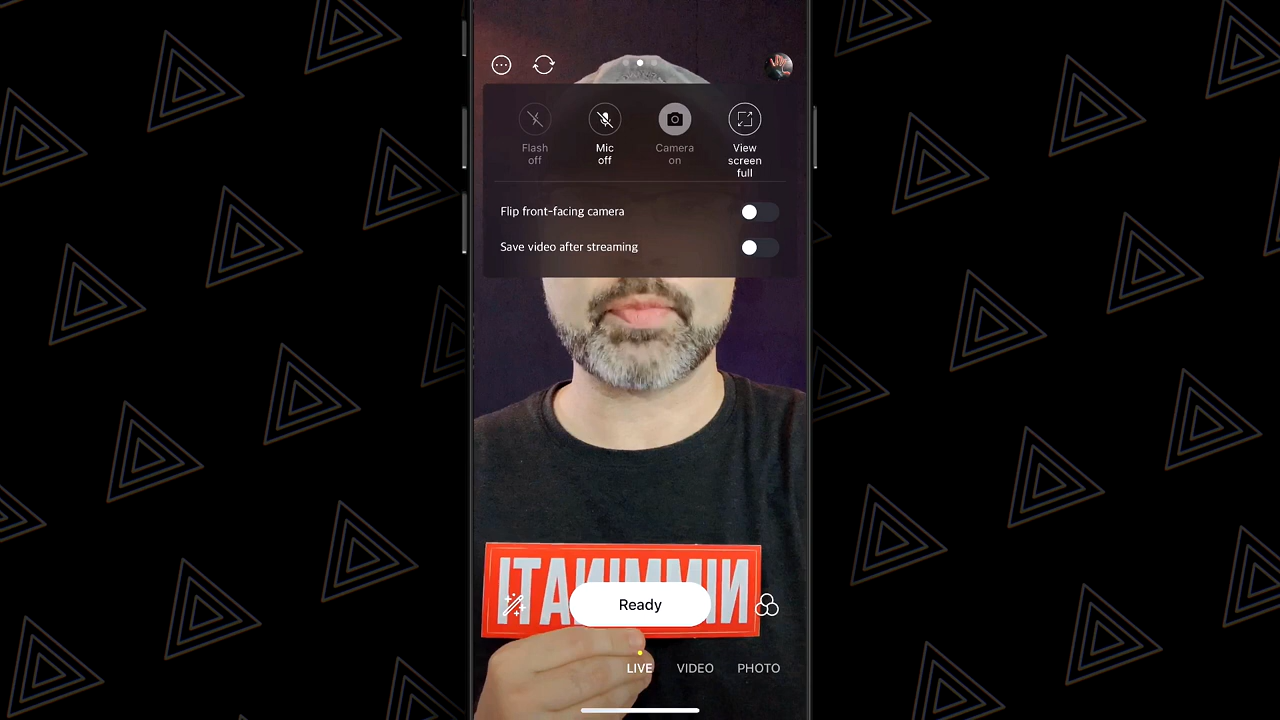 Flash
off
Mic
off
Camera
on
View
screen
full
Flip front-facing camera
Save video after streaming
Ready
LIVE
VIDEO
PHOTO